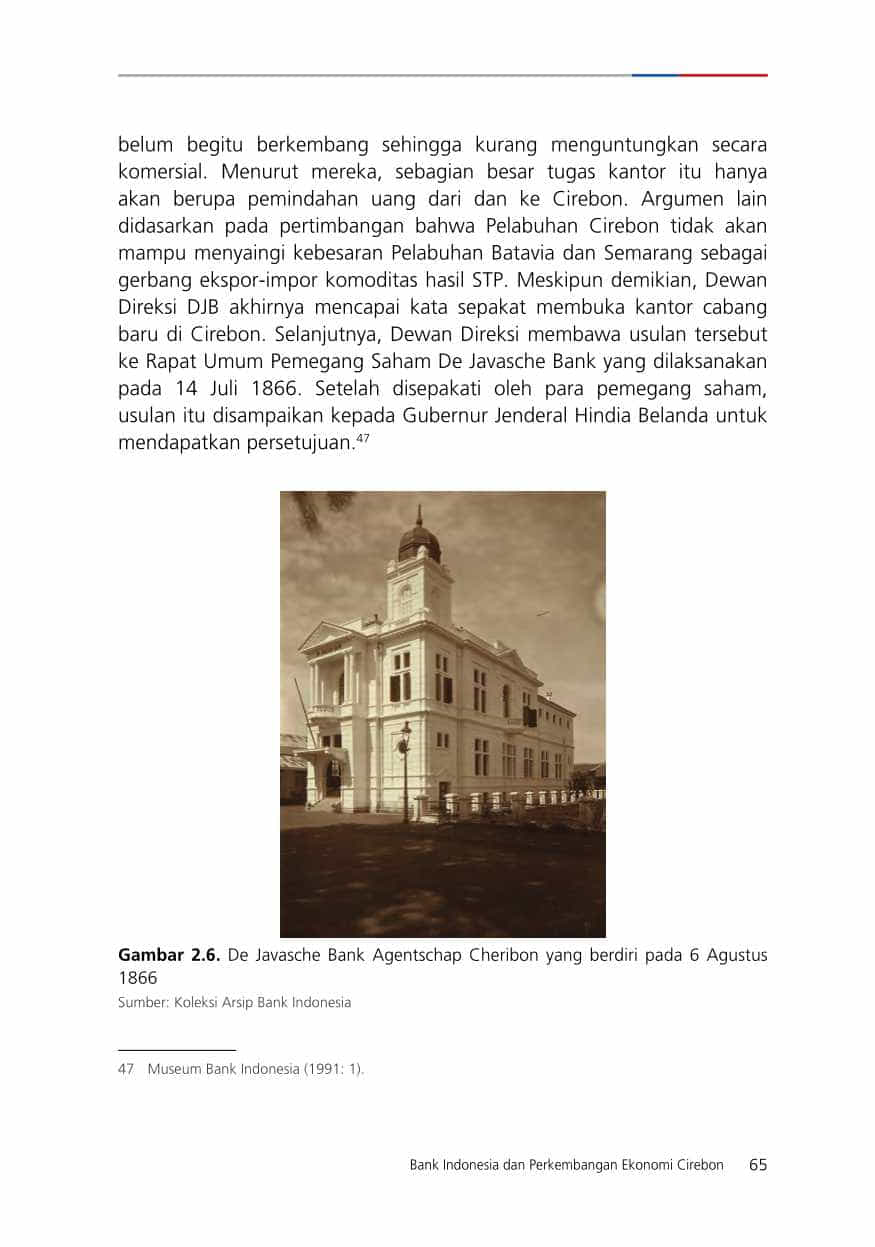 belum begitu berkembang sehingga kurang menguntungkan secara
komersial. Menurut mereka, sebagian besar tugas kantor itu hanya
akan berupa pemindahan uang dari dan ke Cirebon. Argumen lain
didasarkan pada pertimbangan bahwa Pelabuhan Cirebon tidak akan
mampu menyaingi kebesaran Pelabuhan Batavia dan Semarang sebagai
gerbang ekspor-impor komoditas hasil STP. Meskipun demikian, Dewan
Direksi DJB akhirnya mencapai kata sepakat membuka kantor cabang
baru di Cirebon. Selanjutnya, Dewan Direksi membawa usulan tersebut
ke Rapat Umum Pemegang Saham De Javasche Bank yang dilaksanakan
pada 14 Juli 1866. Setelah disepakati oleh para pemegang saham,
usulan itu disampaikan kepada Gubernur Jenderal Hindia Belanda untuk
mendapatkan persetujuan.47
Gambar 2.6. De Javasche Bank Agentschap Cheribon yang berdiri pada 6 Agustus
1866
Sumber: Koleksi Arsip Bank Indonesia
47 Museum Bank Indonesia (1991: 1).
Bank Indonesia dan Perkembangan Ekonomi Cirebon 65